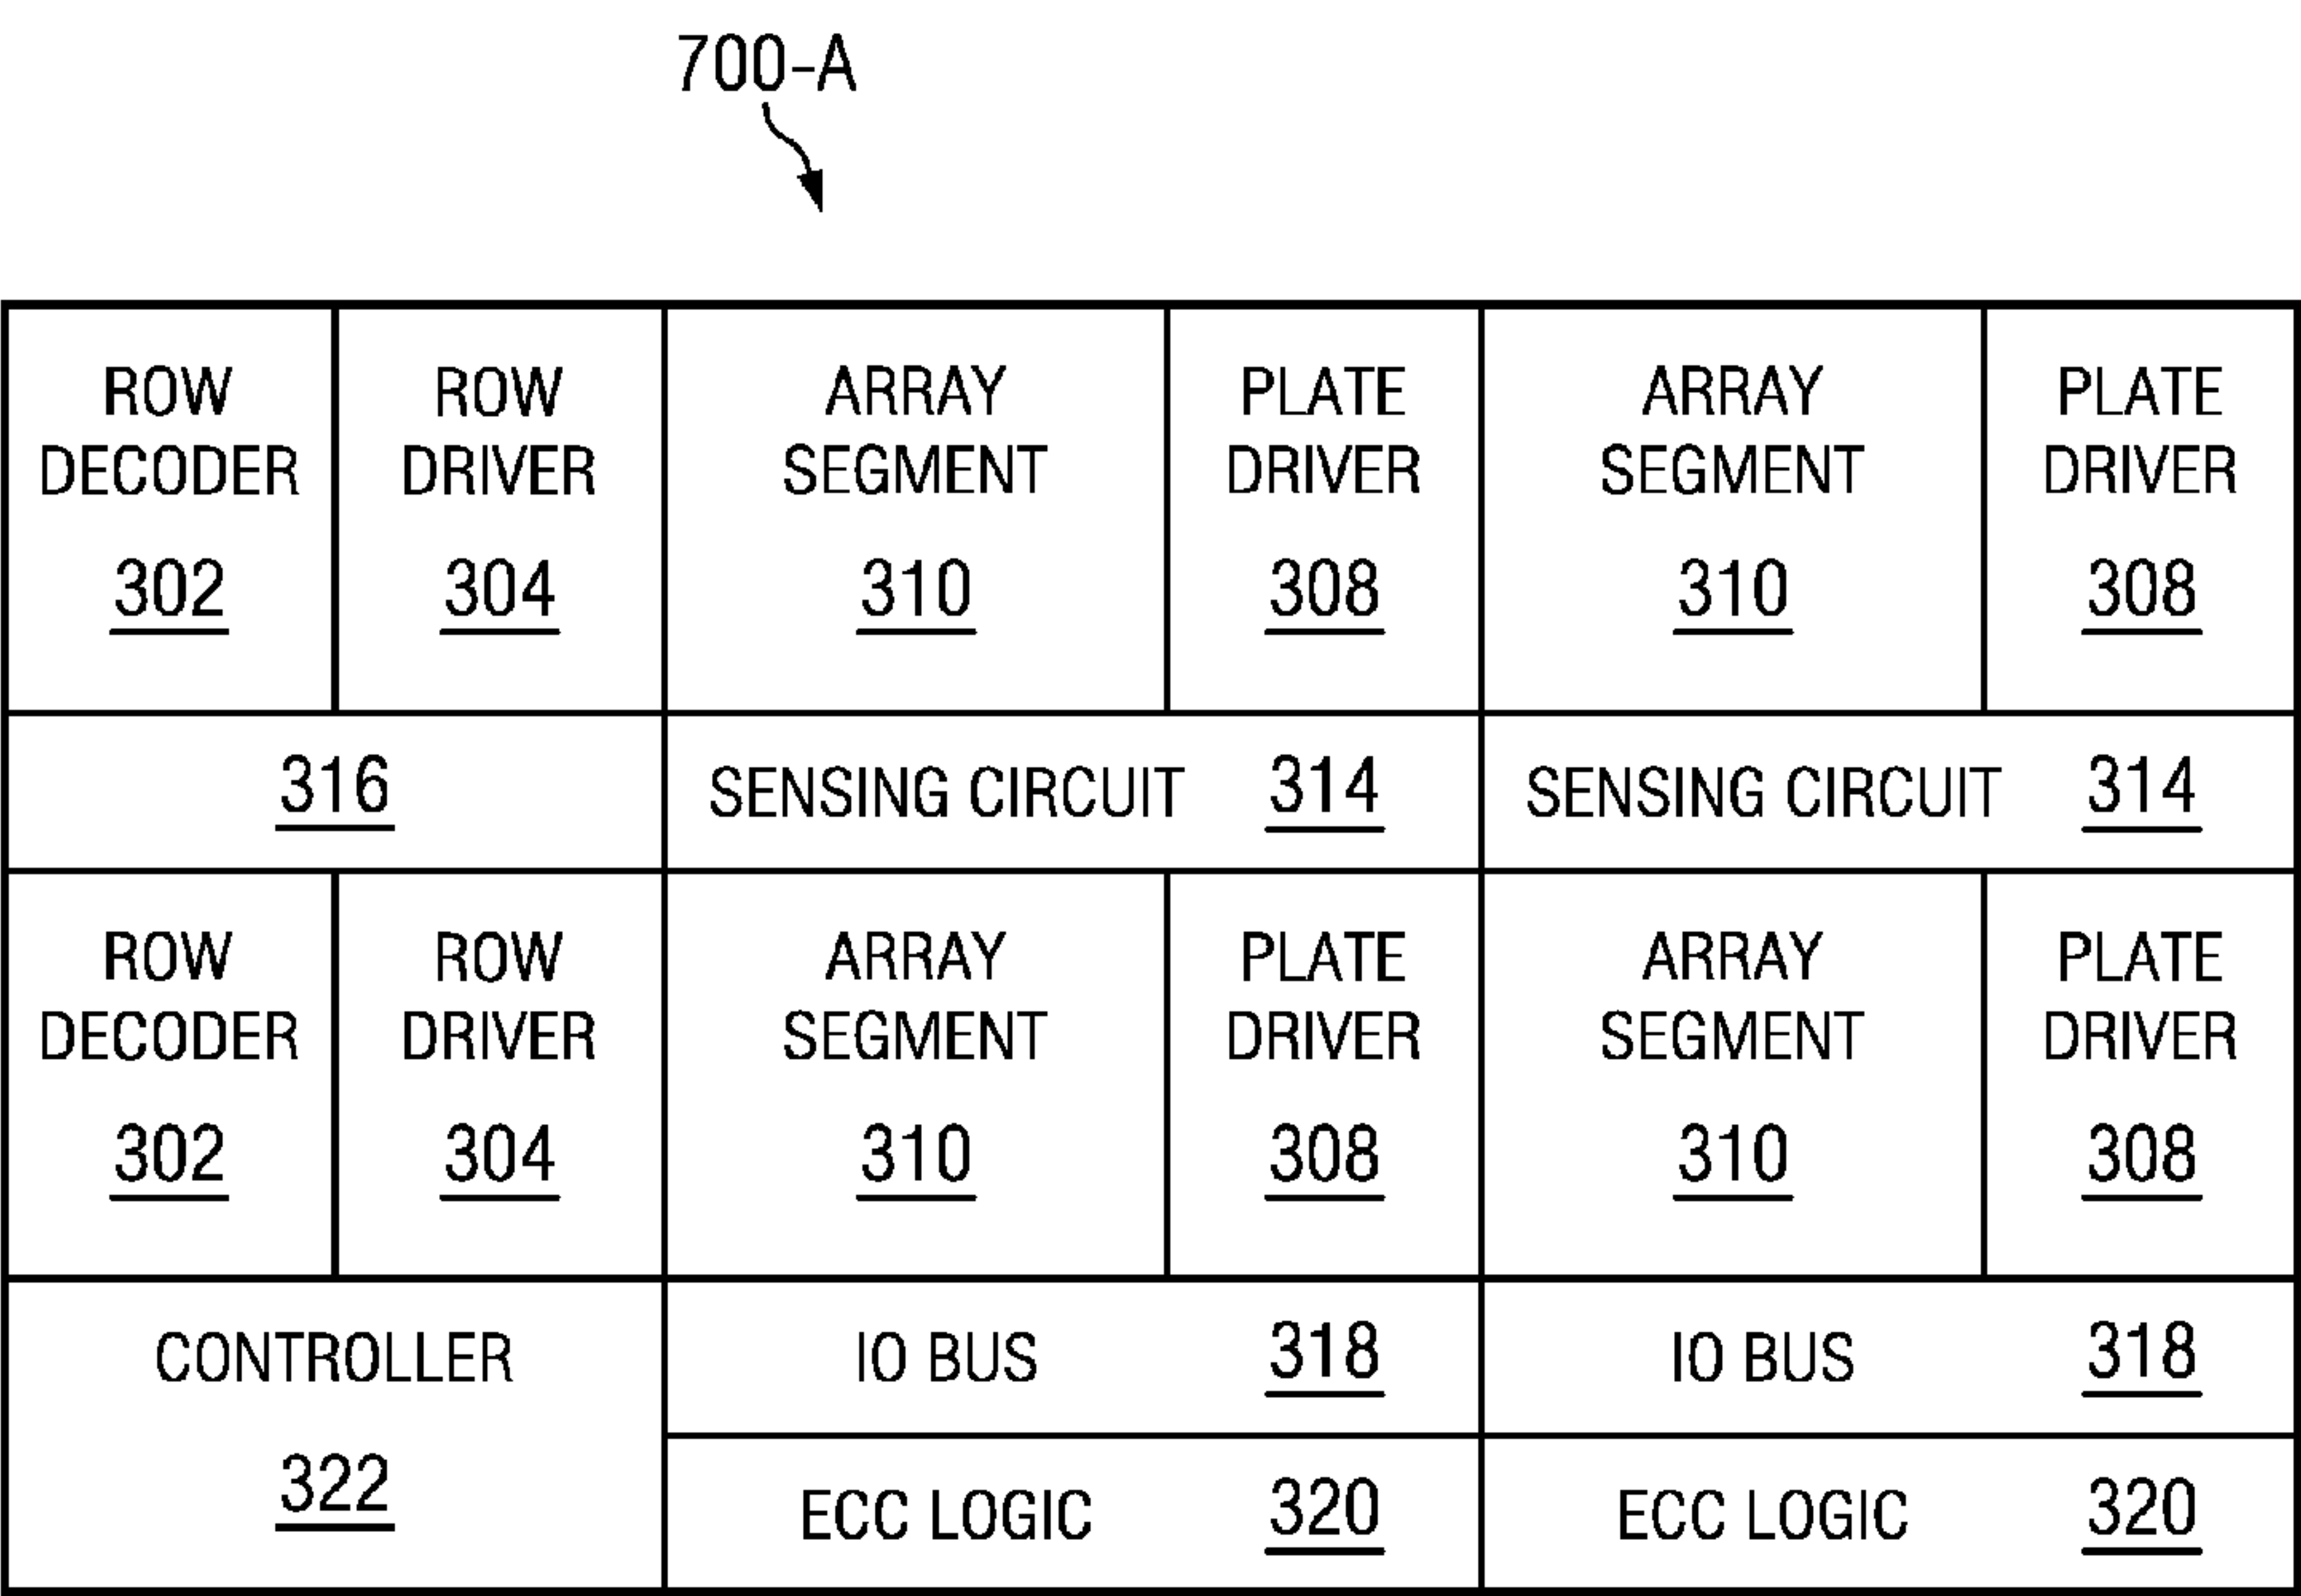 700-A
ROW DECODER 302
ROW DRIVER 304
ARRAY SEGMENT 310
PLATE DRIVER 308
ARRAY SEGMENT 310
PLATE DRIVER 308
316
SENSING CIRCUIT 314
SENSING CIRCUIT 314
ROW DECODER 302
ROW DRIVER 304
ARRAY SEGMENT 310
PLATE DRIVER 308
ARRAY SEGMENT 310
PLATE DRIVER 308
CONTROLLER 322
IO BUS 318
IO BUS 318
ECC LOGIC 320
ECC LOGIC 320